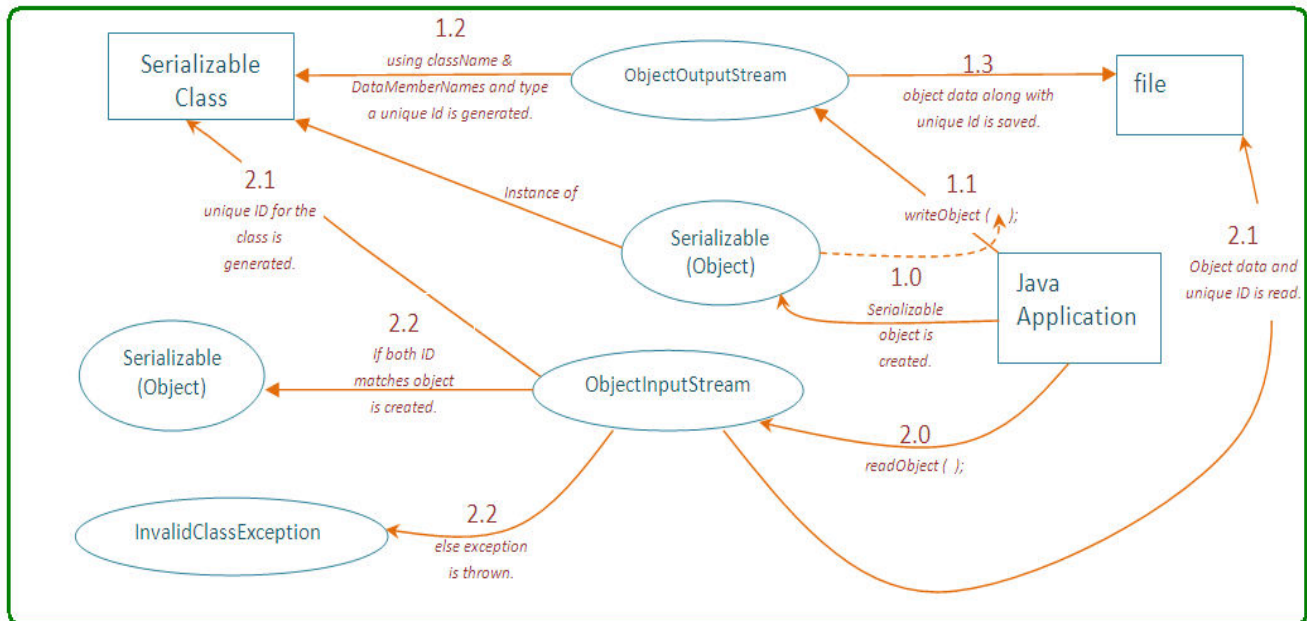 1.2
using className &
DataMemberNames and type
a unique Id is generated.
Serializable
Class
ObjectOutputStream
1.3
object data along with
unique Id is saved.
file
2.1
unique ID for the
class is
generated.
Instance of
1.1
writeObject (     );
Serializable
(Object)
1.0
Serializable
object is
created.
Java
Application
2.1
Object data and
unique ID is read.
2.2
If both ID
matches object
is created.
Serializable
(Object)
ObjectInputStream
2.0
readObject (  );
InvalidClassException
2.2
else exception
is thrown.